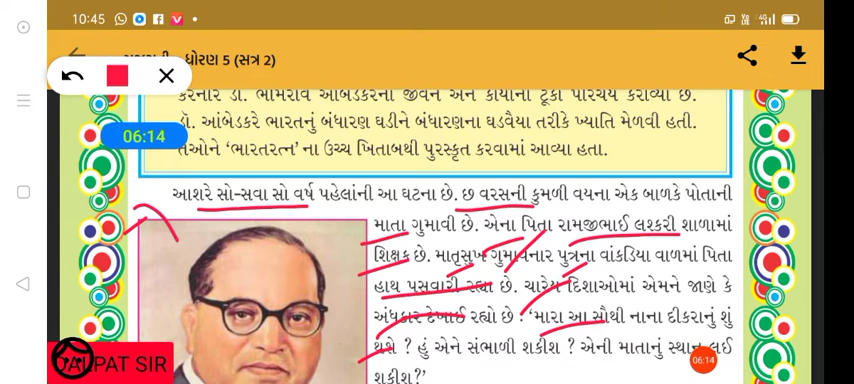 10:45
ધોરણ 5 (સત્ર 2)
06:14
કરનાર ડૉ. ભીમરાવ આંબેડકરના જીવન અને કાર્યોનો ટૂંકો પરિચય કરાવ્યો છે.
ડૉ. આંબેડકરે ભારતનું બંધારણ ઘડીને બંધારણના ઘડવૈયા તરીકે ખ્યાતિ મેળવી હતી.
તેઓને 'ભારતરત્ન' ના ઉચ્ચ ખિતાબથી પુરસ્કૃત કરવામાં આવ્યા હતા.
આશરે સો-સવા સો વર્ષ પહેલાંની આ ઘટના છે. છ વરસની કુમળી વયના એક બાળકે પોતાની
માતા ગુમાવી છે. એના પિતા રામજીભાઈ લશ્કરી શાળામાં
શિક્ષક છે. માતૃસુખ ગુમાવનાર પુત્રના વાંકડિયા વાળમાં પિતા
હાથ પસવારી રહ્યા છે. ચારેય દિશાઓમાં એમને જાણે કે
અંધકાર દેખાઈ રહ્યો છે : 'મારા આ સૌથી નાના દીકરાનું શું
થશે ? હું એને સંભાળી શકીશ ? એની માતાનું સ્થાન લઈ
શકીશ?'
DALPAT SIR
06:14